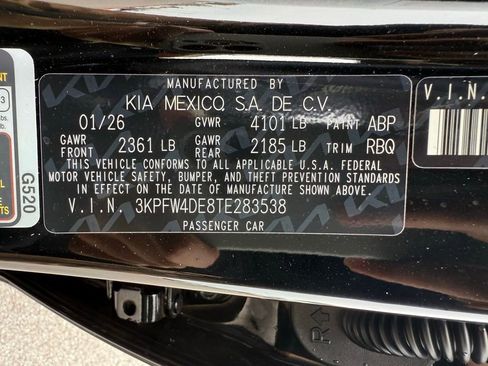 MANUFACTURED BY
KIA MEXICO, S.A. DE C.V.
01/26 GVWR 4101 LB PAINT ABP
GAWR FRONT 2361 LB GAWR REAR 2185 LB TRIM RBQ
THIS VEHICLE CONFORMS TO ALL APPLICABLE U.S.A. FEDERAL
MOTOR VEHICLE SAFETY, BUMPER, AND THEFT PREVENTION STANDARDS
IN EFFECT ON THE DATE OF MANUFACTURE SHOWN ABOVE.
V.I.N. 3KPFW4DE8TE283538
PASSENGER CAR
V.I.N.
G520
R